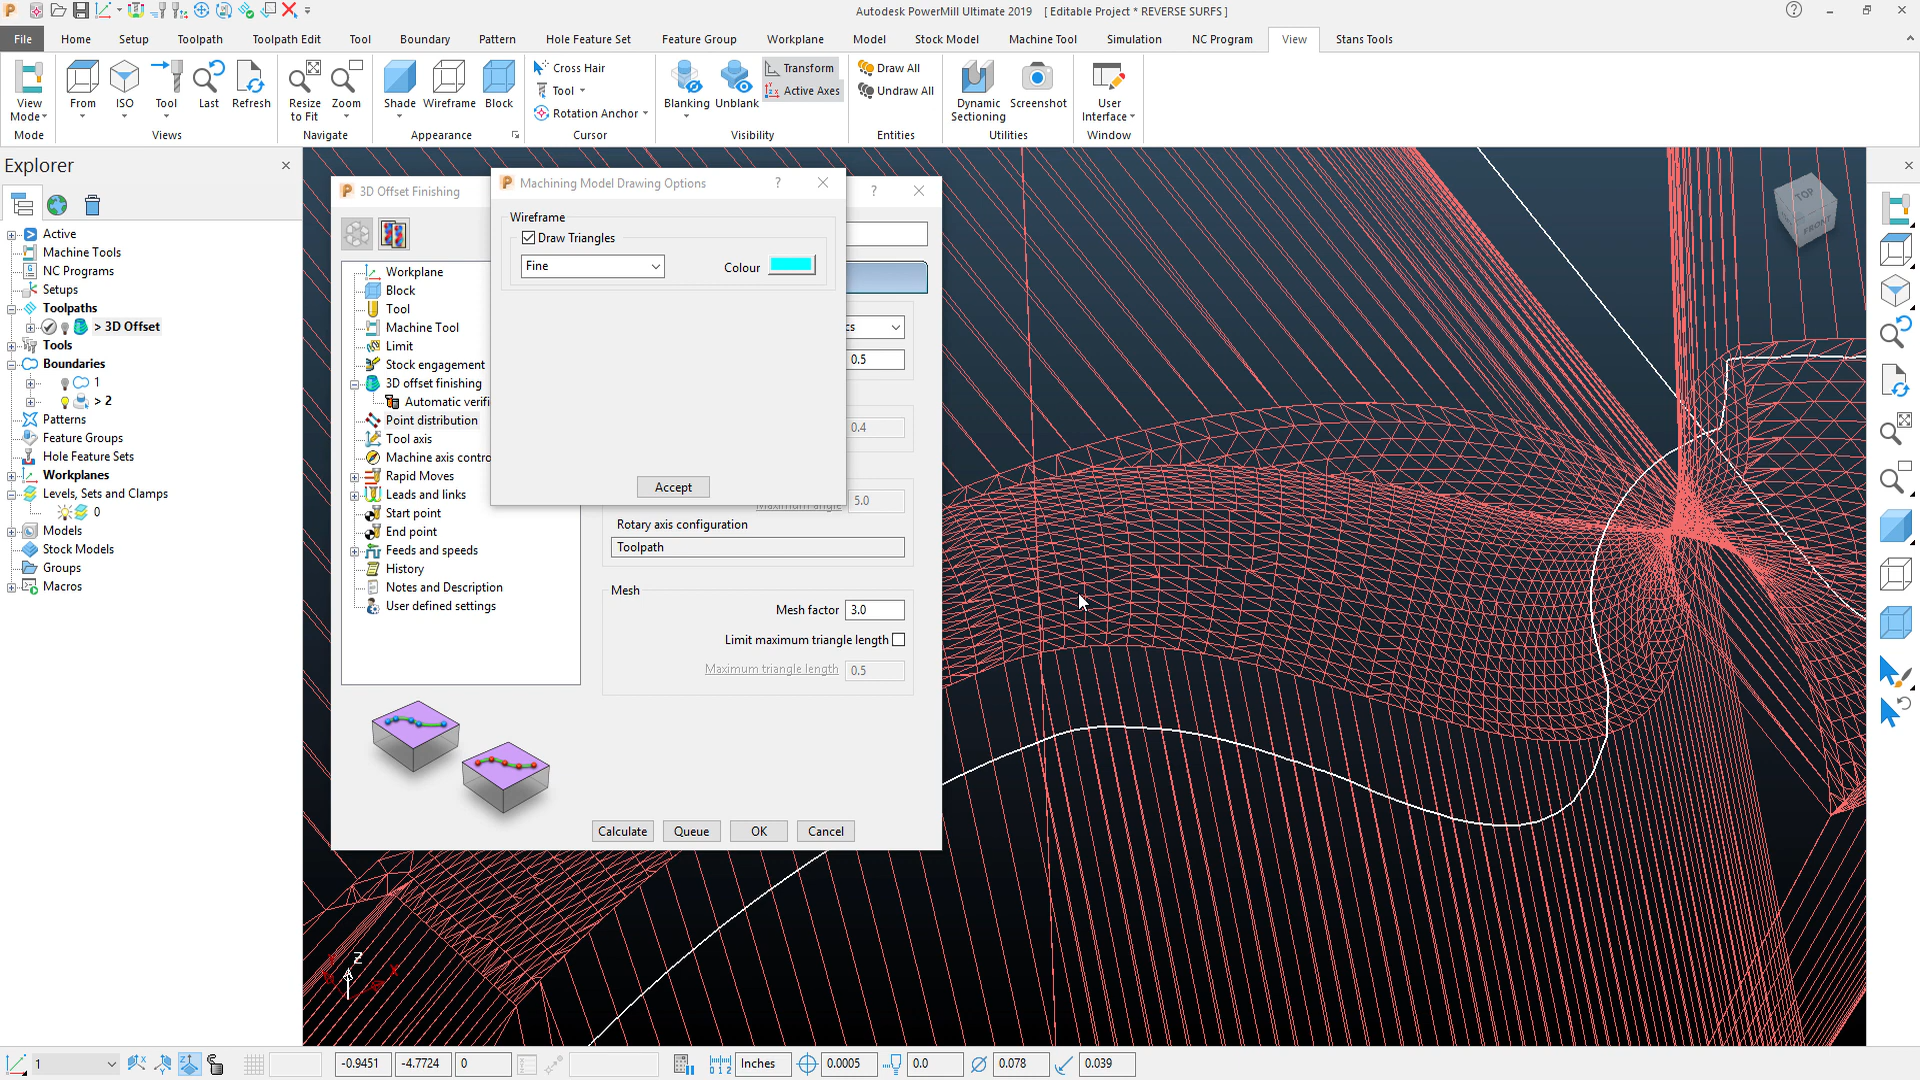 Autodesk PowerMill Ultimate 2019 [ Editable Project * REVERSE SURFS ]
File Home Setup Toolpath Toolpath Edit Tool Boundary Pattern Hole Feature Set Feature Group Workplane Model Stock Model Machine Tool Simulation NC Program View Stans Tools
View Mode
From
ISO
Tool
Last
Refresh
Resize to Fit
Zoom
Shade
Wireframe
Block
Cross Hair
Tool
Rotation Anchor
Blanking
Unblank
Transform
Active Axes
Draw All
Undraw All
Dynamic Sectioning
Screenshot
User Interface
Mode Views Navigate Appearance Cursor Visibility Entities Utilities Window
Explorer
Active
Machine Tools
NC Programs
Setups
Toolpaths
> 3D Offset
Tools
Boundaries
1
> 2
Patterns
Feature Groups
Hole Feature Sets
Workplanes
Levels, Sets and Clamps
0
Models
Stock Models
Groups
Macros
3D Offset Finishing
?
Workplane
Block
Tool
Machine Tool
Limit
Stock engagement
3D offset finishing
Automatic verifi
Point distribution
Tool axis
Machine axis contro
Rapid Moves
Leads and links
Start point
End point
Feeds and speeds
History
Notes and Description
User defined settings
Machining Model Drawing Options
?
Wireframe
Draw Triangles
Fine
Colour
Accept
cs
0.5
0.4
Maximum angle 5.0
Rotary axis configuration
Toolpath
Mesh
Mesh factor 3.0
Limit maximum triangle length
Maximum triangle length 0.5
Calculate Queue OK Cancel
TOP
FRONT
Z
X
1
-0.9451 -4.7724 0
Inches 0.0005 0.0 0.078 0.039